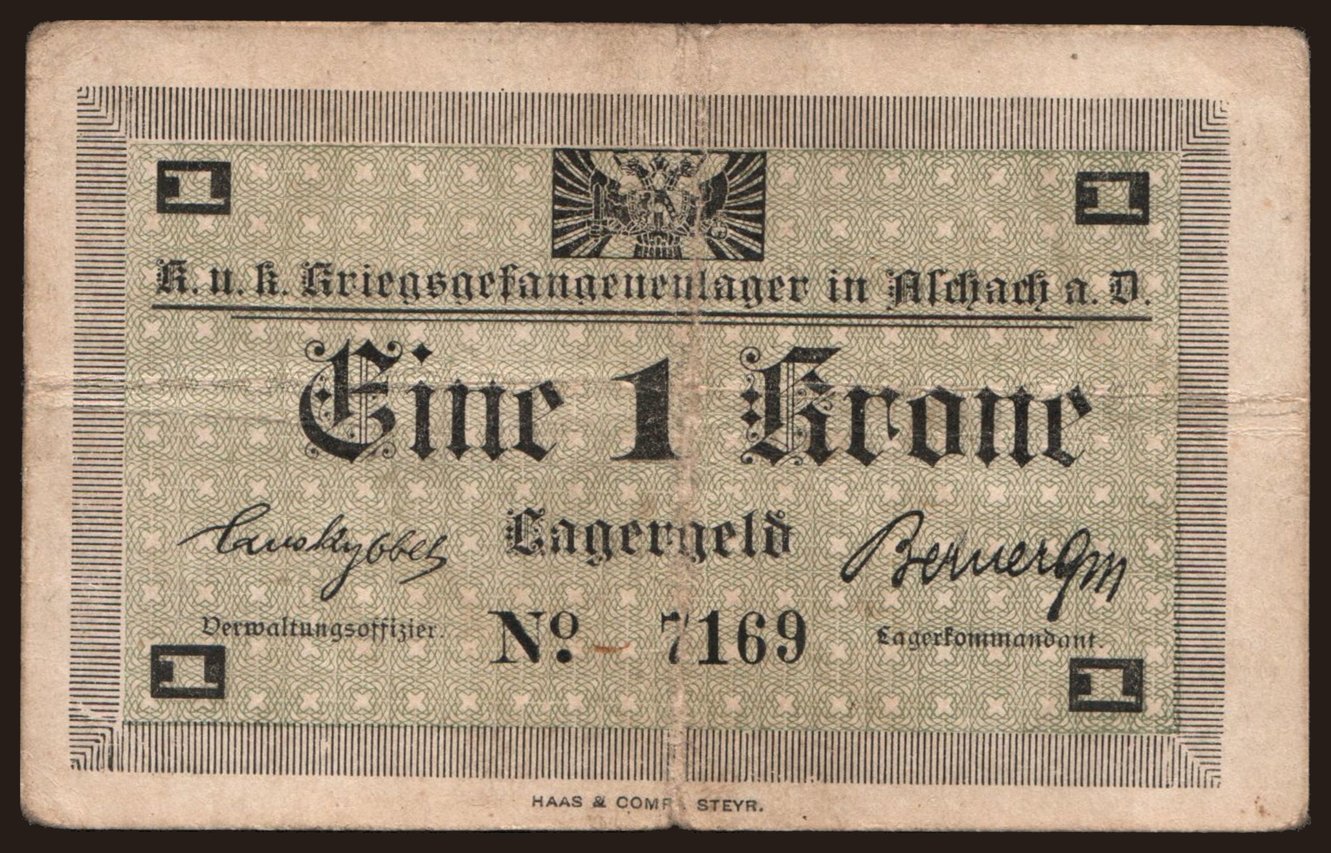 1 1
K. u. k. Kriegsgefangenenlager in Aschach a. D.
Eine 1 Krone
Lagergeld
Verwaltungsoffizier. No. 7169 Lagerkommandant.
1 1
HAAS & COMP. STEYR.